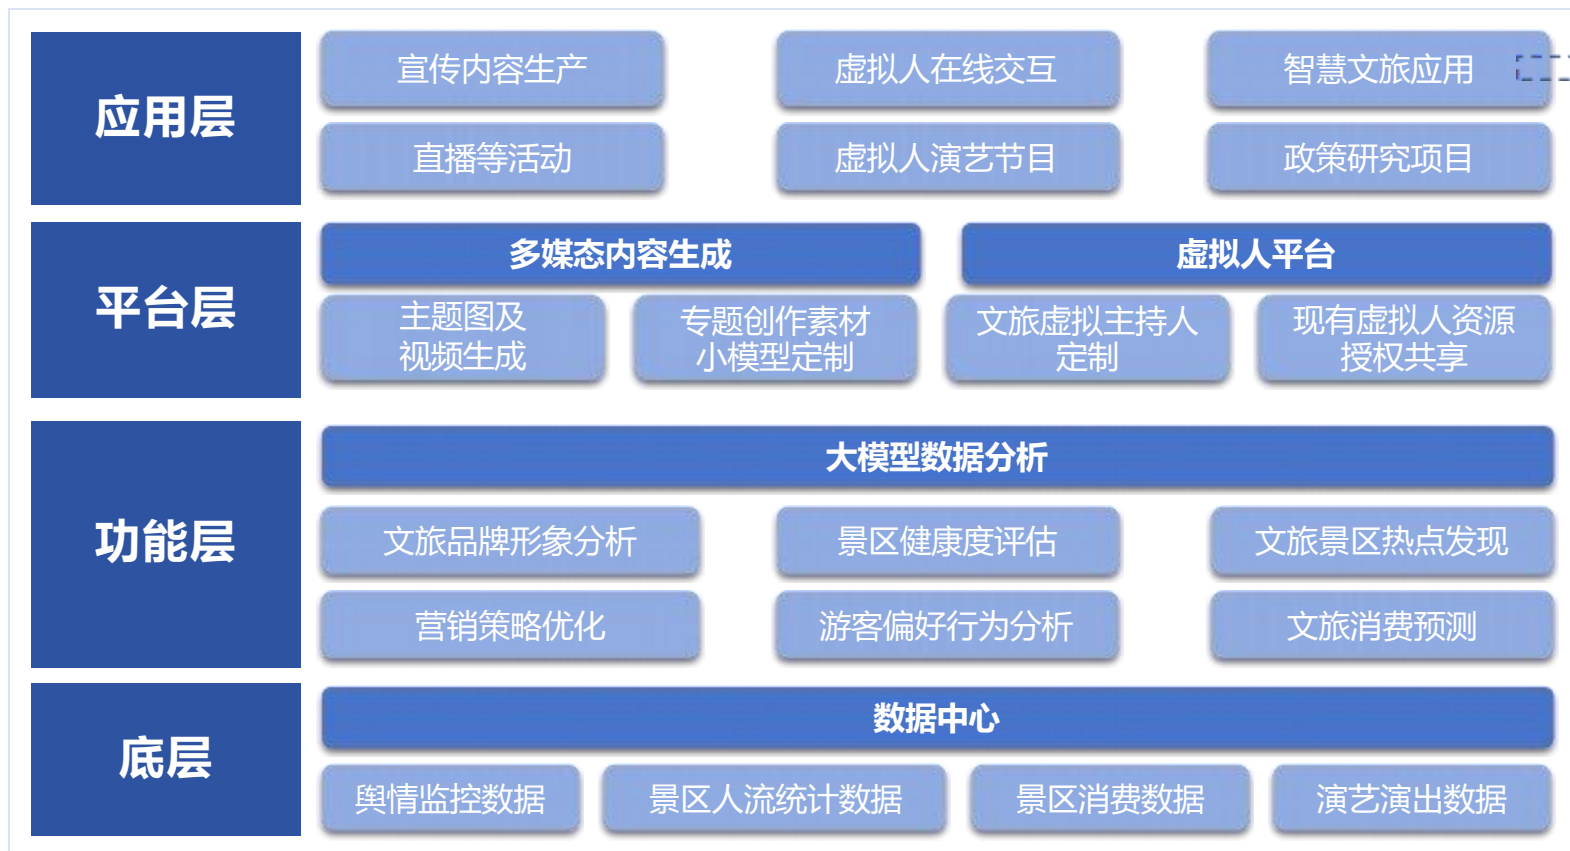 应用层
宣传内容生产
虚拟人在线交互
智慧文旅应用
直播等活动
虚拟人演艺节目
政策研究项目
平台层
多媒态内容生成
虚拟人平台
主题图及
视频生成
专题创作素材
小模型定制
文旅虚拟主持人
定制
现有虚拟人资源
授权共享
功能层
大模型数据分析
文旅品牌形象分析
景区健康度评估
文旅景区热点发现
营销策略优化
游客偏好行为分析
文旅消费预测
底层
数据中心
舆情监控数据
景区人流统计数据
景区消费数据
演艺演出数据